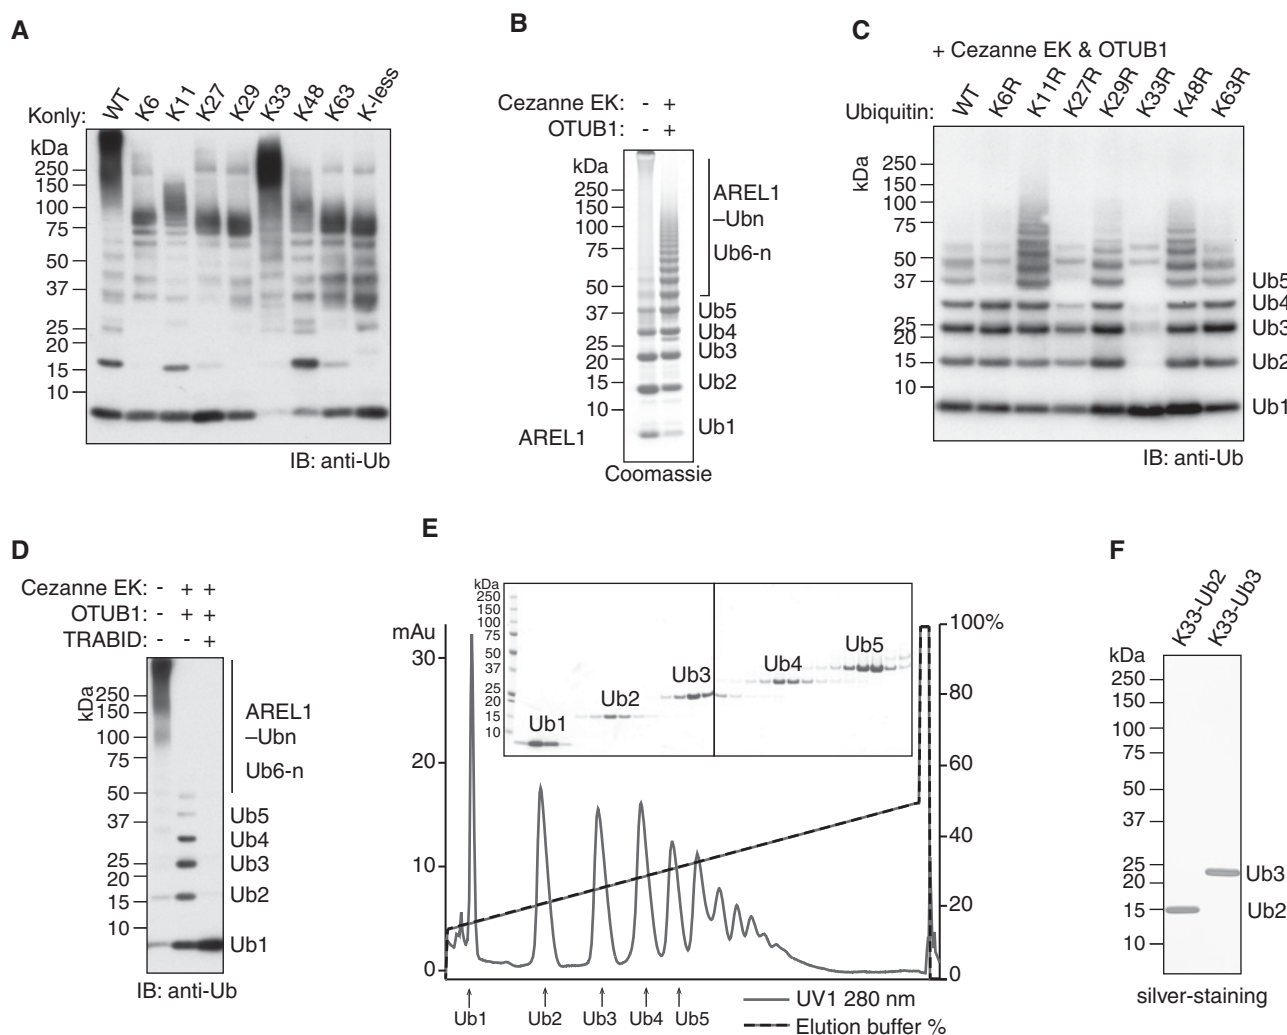 A
Konly: WT K6 K11 K27 K29 K33 K48 K63 K-less
kDa
250
150
100
75
50
37
25
20
15
10
IB: anti-Ub
B
Cezanne EK: - +
OTUB1: - +
kDa
250
150
100
75
50
37
25
20
15
10
AREL1
–Ubn
Ub6-n
Ub5
Ub4
Ub3
Ub2
Ub1
AREL1
Coomassie
C
+ Cezanne EK & OTUB1
Ubiquitin: WT K6R K11R K27R K29R K33R K48R K63R
kDa
250
150
100
75
50
37
25
20
15
10
Ub5
Ub4
Ub3
Ub2
Ub1
IB: anti-Ub
D
Cezanne EK: - + +
OTUB1: - + +
TRABID: - - +
kDa
250
150
100
75
50
37
25
20
15
10
AREL1
–Ubn
Ub6-n
Ub5
Ub4
Ub3
Ub2
Ub1
IB: anti-Ub
E
mAu
30
20
10
0
kDa
250
150
100
75
50
37
25
20
15
10
Ub1
Ub2
Ub3
Ub4
Ub5
100%
80
60
40
20
0
Ub1 Ub2 Ub3 Ub4 Ub5
UV1 280 nm
Elution buffer %
F
K33-Ub2 K33-Ub3
kDa
250
150
100
75
50
37
25
20
15
10
Ub3
Ub2
silver-staining